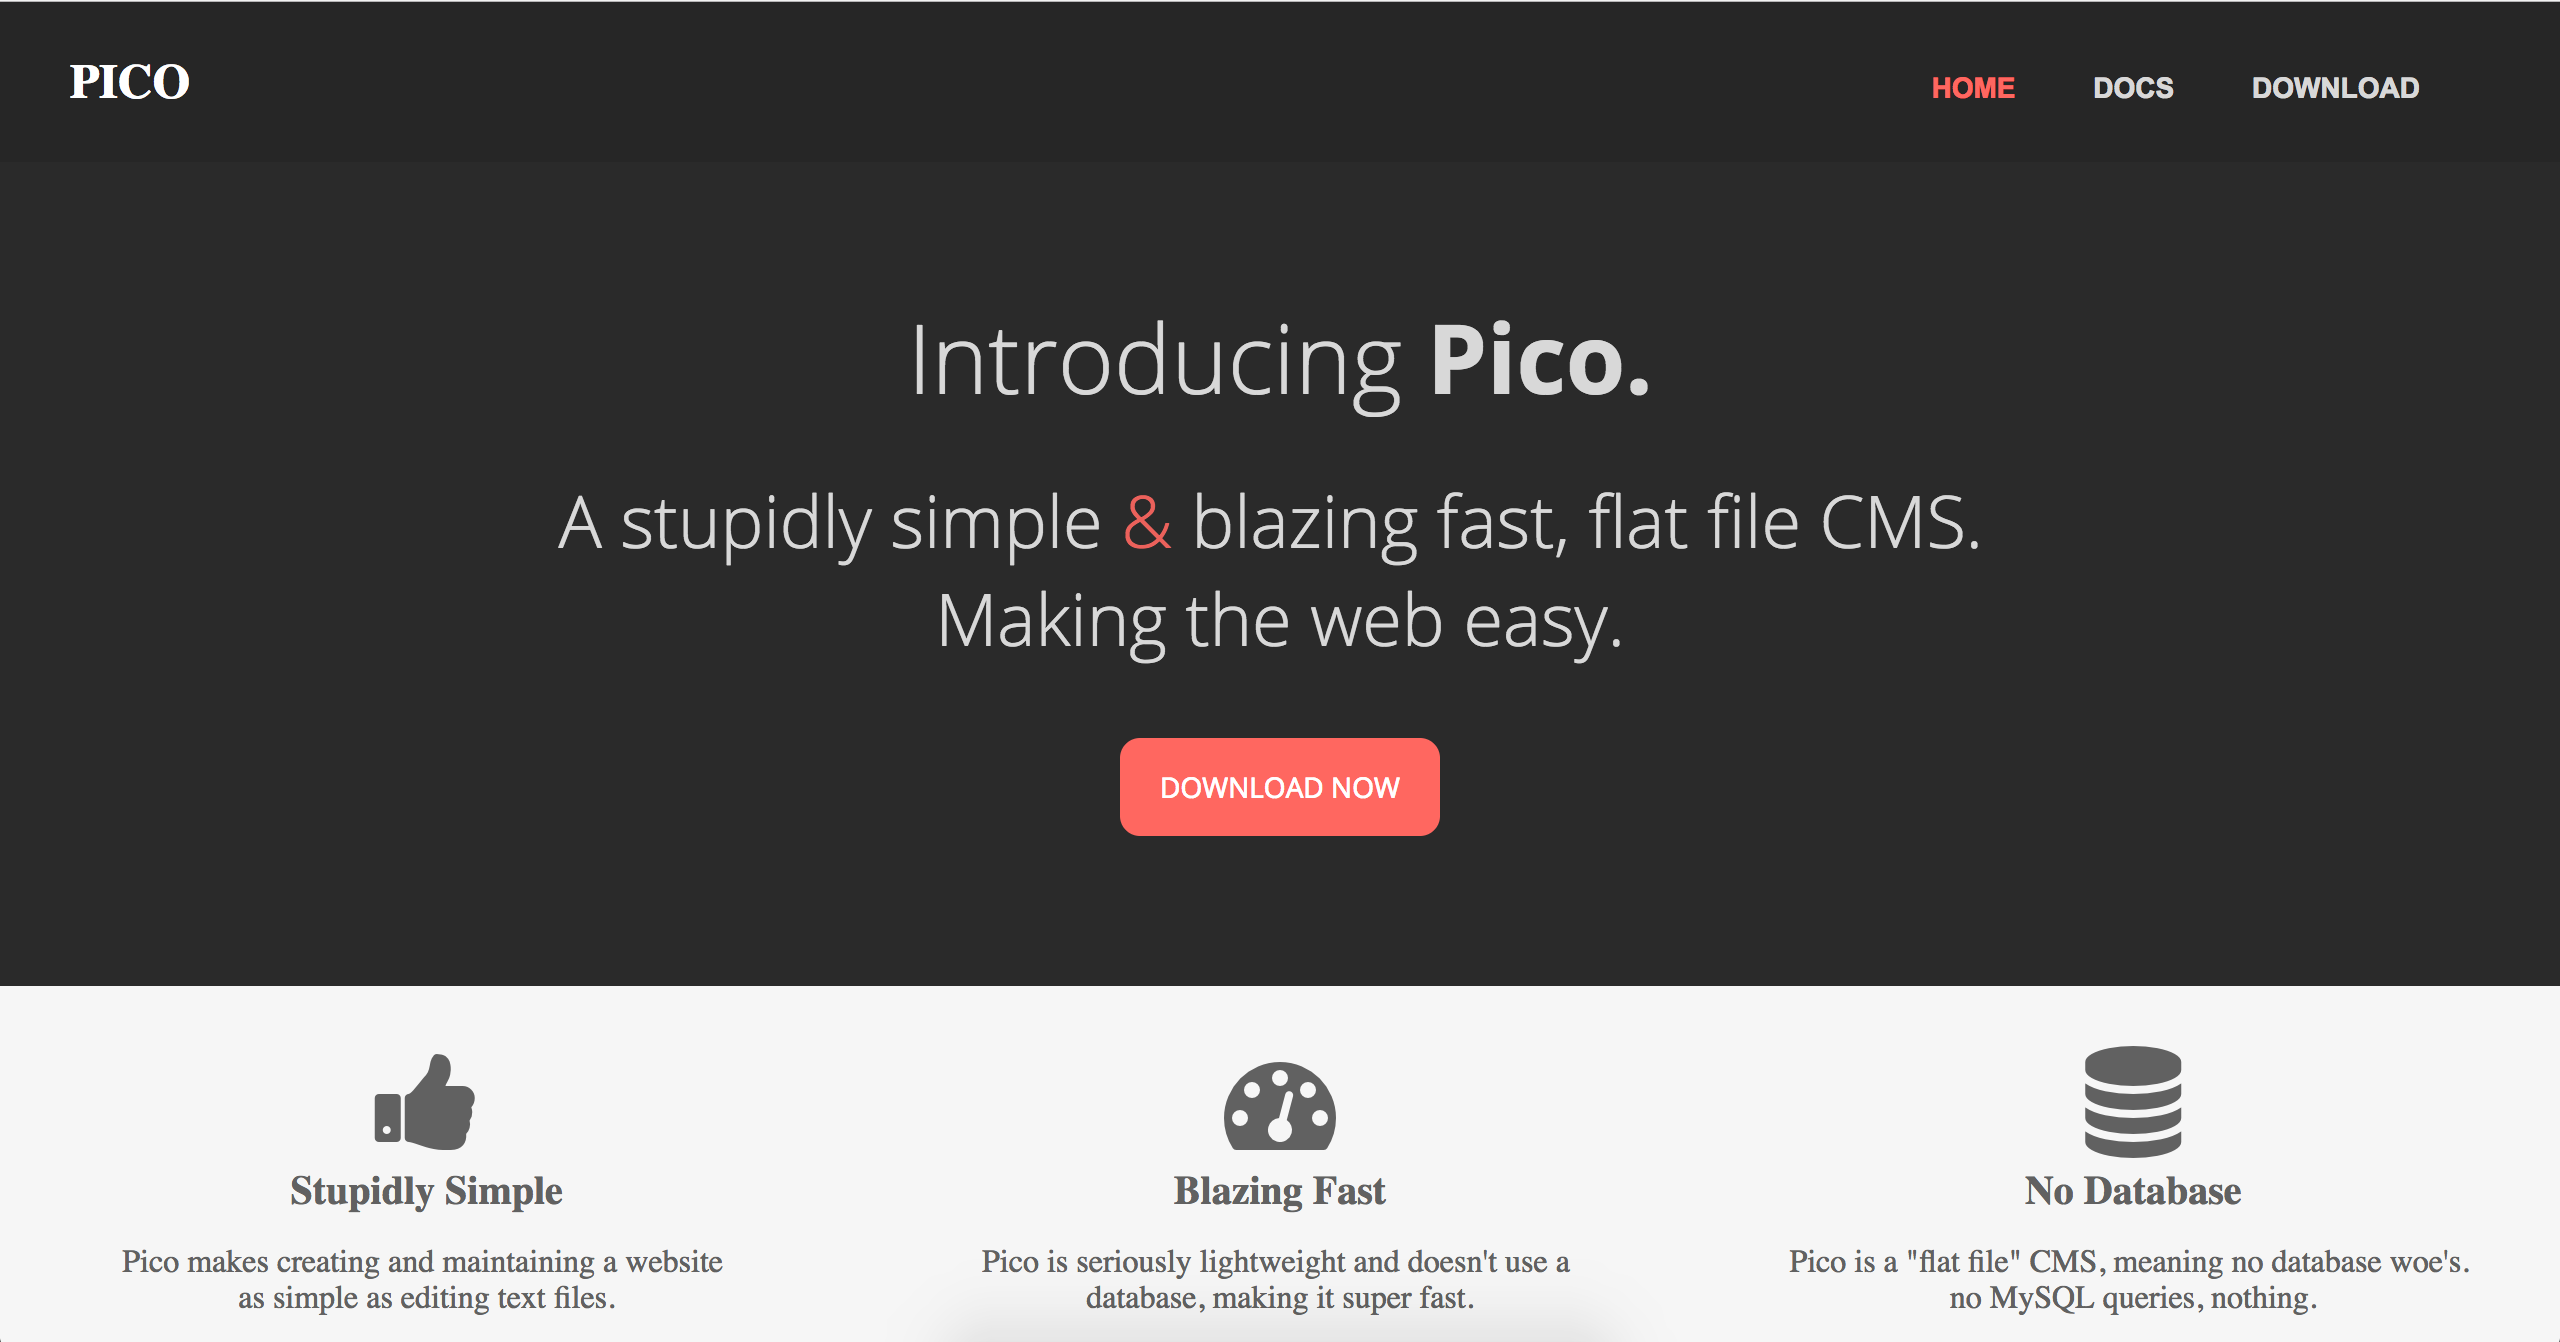 PICO
HOME DOCS DOWNLOAD
Introducing Pico.
A stupidly simple & blazing fast, flat file CMS.
Making the web easy.
DOWNLOAD NOW
Stupidly Simple
Pico makes creating and maintaining a website
as simple as editing text files.
Blazing Fast
Pico is seriously lightweight and doesn't use a
database, making it super fast.
No Database
Pico is a "flat file" CMS, meaning no database woe's.
no MySQL queries, nothing.